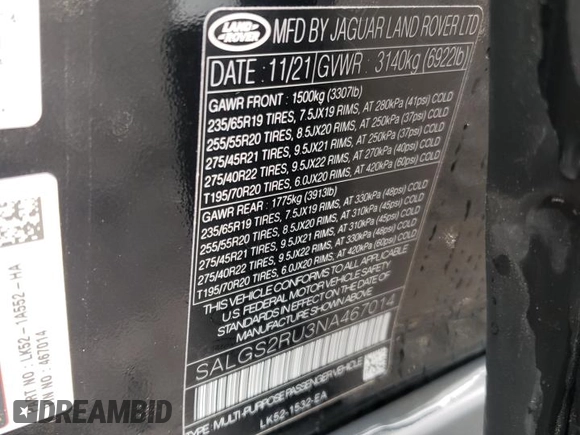 LAND ROVER
MFD BY JAGUAR LAND ROVER LTD
DATE: 11/21 GVWR : 3140kg (6922lb)
GAWR FRONT : 1500kg (3307lb)
235/65R19 TIRES, 7.5JX19 RIMS, AT 280kPa (41psi) COLD
255/55R20 TIRES, 8.5JX20 RIMS, AT 250kPa (37psi) COLD
275/45R21 TIRES, 9.5JX21 RIMS, AT 250kPa (37psi) COLD
275/40R22 TIRES, 9.5JX22 RIMS, AT 270kPa (40psi) COLD
T195/70R20 TIRES, 6.0JX20 RIMS, AT 420kPa (60psi) COLD
GAWR REAR : 1775kg (3913lb)
235/65R19 TIRES, 7.5JX19 RIMS, AT 330kPa (48psi) COLD
255/55R20 TIRES, 8.5JX20 RIMS, AT 310kPa (45psi) COLD
275/45R21 TIRES, 9.5JX21 RIMS, AT 310kPa (45psi) COLD
275/40R22 TIRES, 9.5JX22 RIMS, AT 330kPa (48psi) COLD
T195/70R20 TIRES, 6.0JX20 RIMS, AT 420kPa (60psi) COLD
THIS VEHICLE CONFORMS TO ALL APPLICABLE
U.S. FEDERAL MOTOR VEHICLE SAFETY
STANDARDS IN EFFECT ON THE DATE OF
MANUFACTURE SHOWN ABOVE
SALGS2RU3NA467014
TYPE: MULTI-PURPOSE PASSENGER VEHICLE
LK52-1532-EA
PART NO: LK52-1A552-HA
467014
DREAMBID